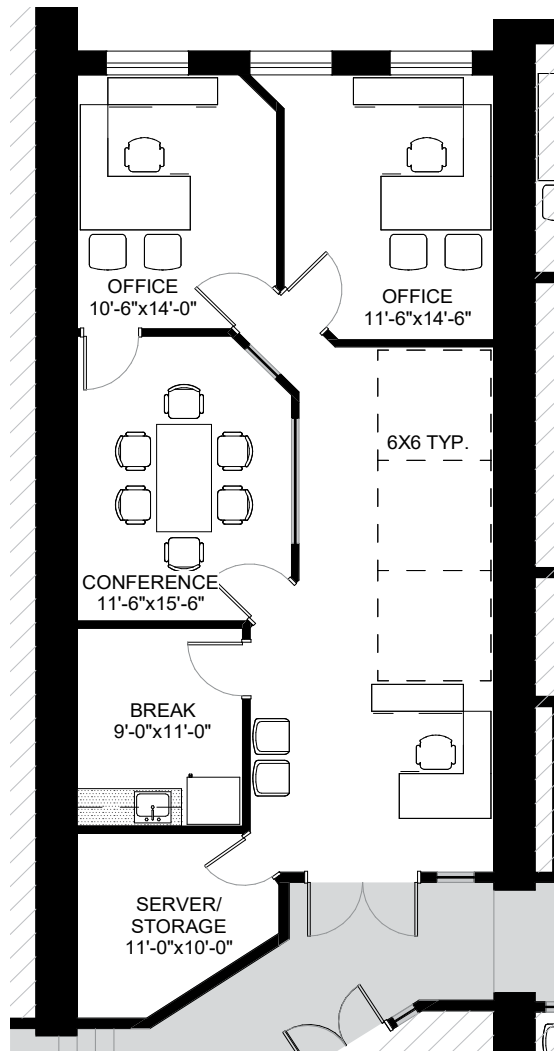 OFFICE
10'-6"x14'-0"
OFFICE
11'-6"x14'-6"
6X6 TYP.
CONFERENCE
11'-6"x15'-6"
BREAK
9'-0"x11'-0"
SERVER/
STORAGE
11'-0"x10'-0"